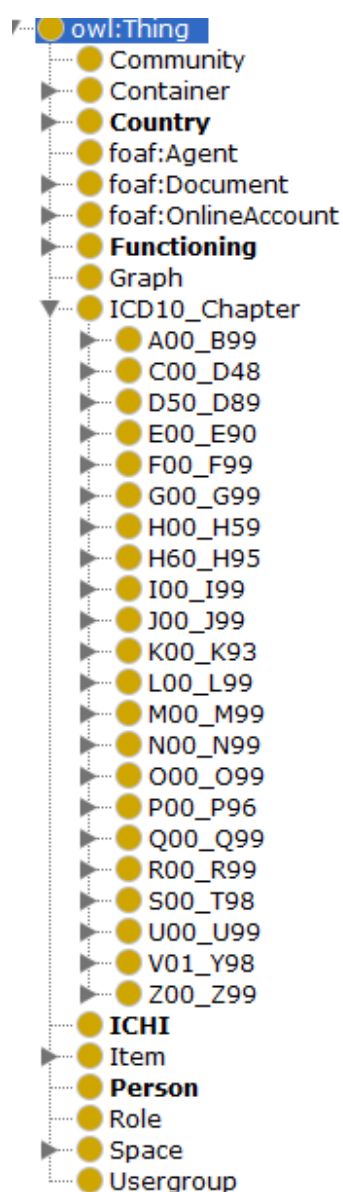 owl:Thing
Community
Container
Country
foaf:Agent
foaf:Document
foaf:OnlineAccount
Functioning
Graph
ICD10_Chapter
A00_B99
C00_D48
D50_D89
E00_E90
F00_F99
G00_G99
H00_H59
H60_H95
I00_I99
J00_J99
K00_K93
L00_L99
M00_M99
N00_N99
O00_O99
P00_P96
Q00_Q99
R00_R99
S00_T98
U00_U99
V01_Y98
Z00_Z99
ICHI
Item
Person
Role
Space
Usergroup